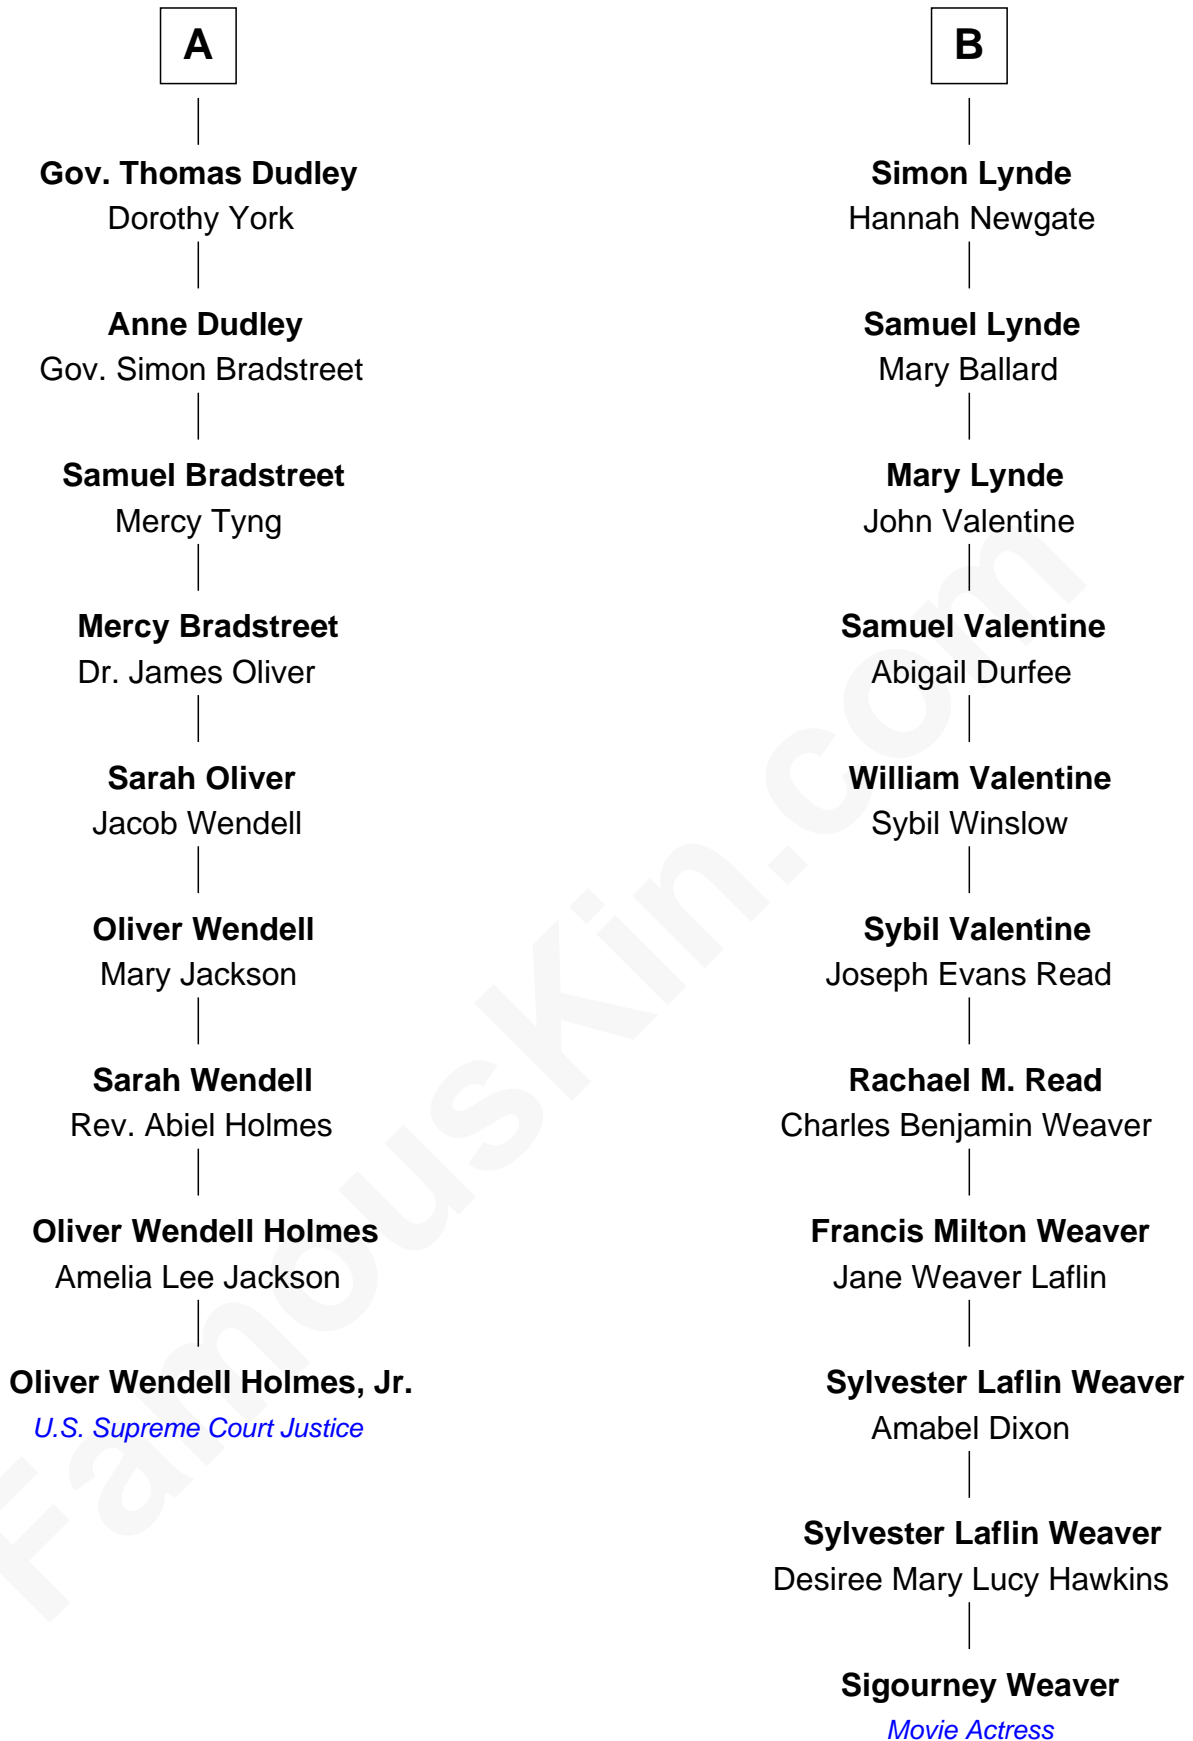 A
Gov. Thomas Dudley
Dorothy York
Anne Dudley
Gov. Simon Bradstreet
Samuel Bradstreet
Mercy Tyng
Mercy Bradstreet
Dr. James Oliver
Sarah Oliver
Jacob Wendell
Oliver Wendell
Mary Jackson
Sarah Wendell
Rev. Abiel Holmes
Oliver Wendell Holmes
Amelia Lee Jackson
Oliver Wendell Holmes, Jr.
U.S. Supreme Court Justice
B
Simon Lynde
Hannah Newgate
Samuel Lynde
Mary Ballard
Mary Lynde
John Valentine
Samuel Valentine
Abigail Durfee
William Valentine
Sybil Winslow
Sybil Valentine
Joseph Evans Read
Rachael M. Read
Charles Benjamin Weaver
Francis Milton Weaver
Jane Weaver Laflin
Sylvester Laflin Weaver
Amabel Dixon
Sylvester Laflin Weaver
Desiree Mary Lucy Hawkins
Sigourney Weaver
Movie Actress
FamousKin.com